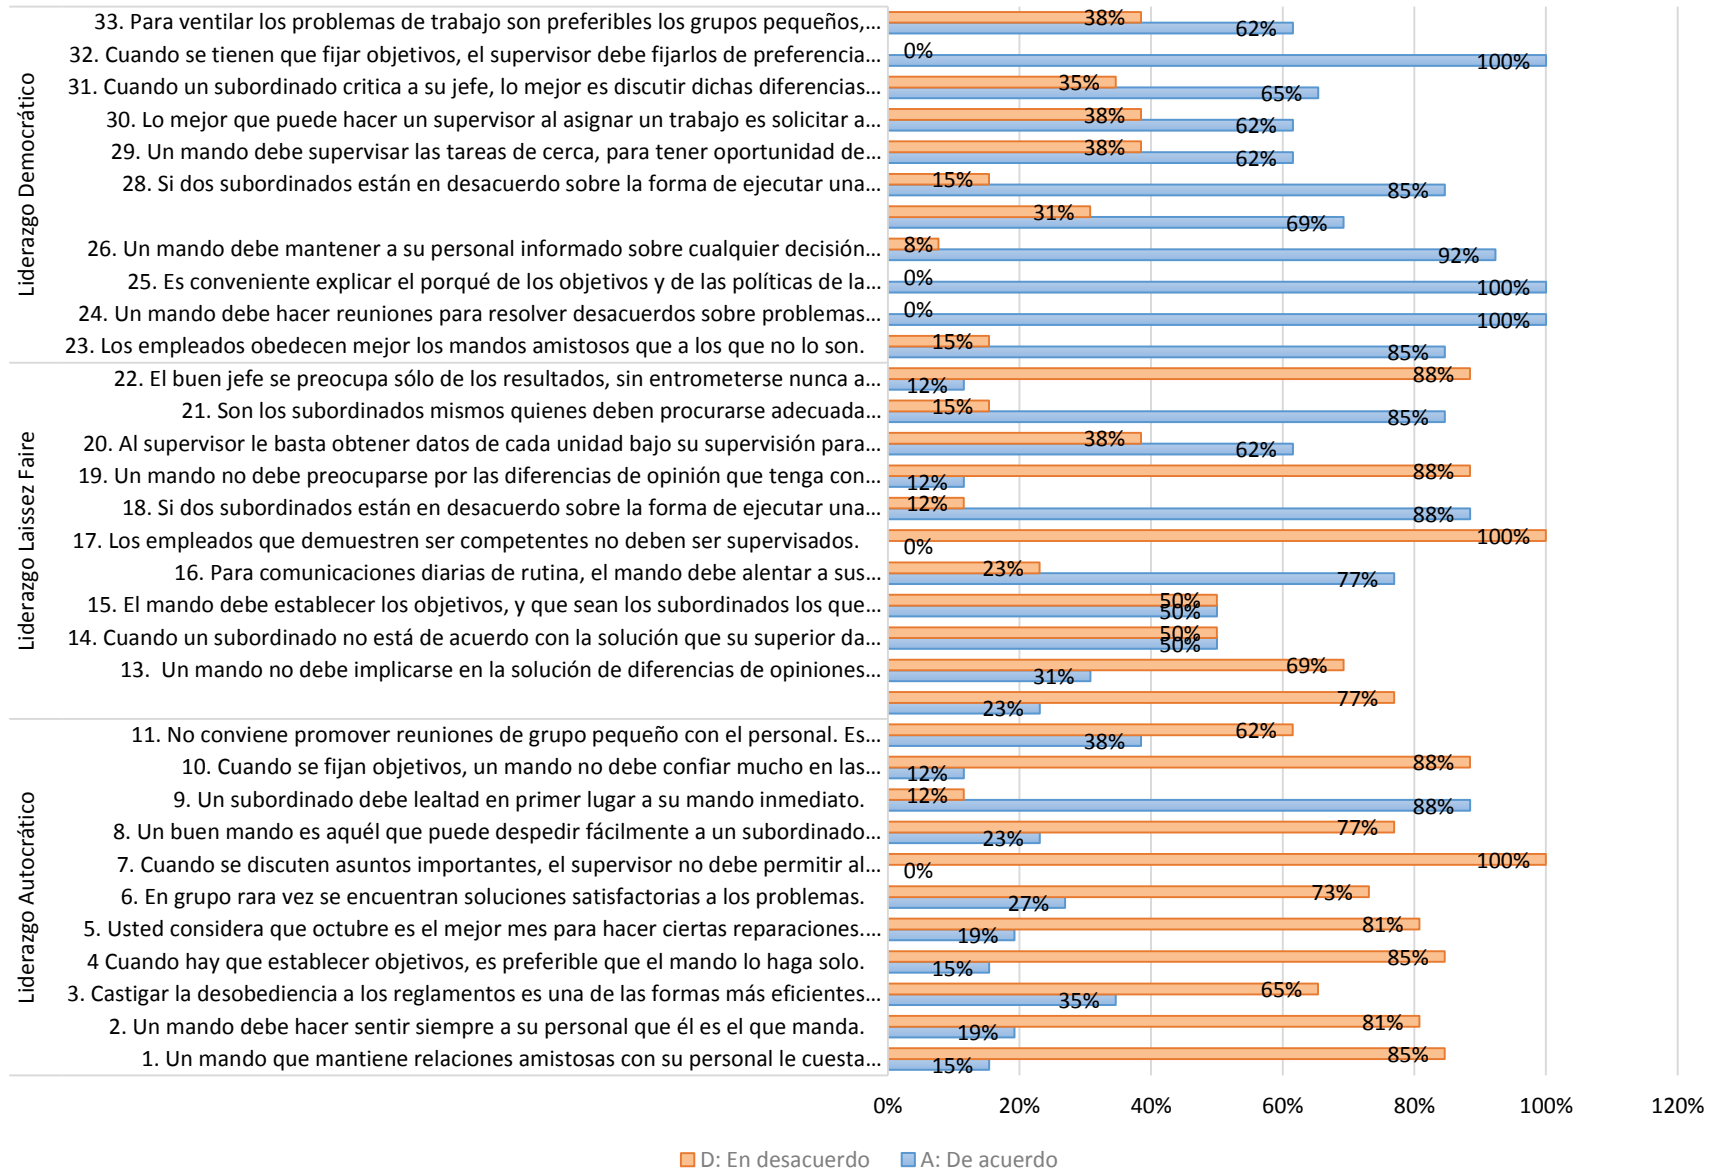 Liderazgo Democrático
33. Para ventilar los problemas de trabajo son preferibles los grupos pequeños,...
38%
62%
32. Cuando se tienen que fijar objetivos, el supervisor debe fijarlos de preferencia...
0%
100%
31. Cuando un subordinado critica a su jefe, lo mejor es discutir dichas diferencias...
35%
65%
30. Lo mejor que puede hacer un supervisor al asignar un trabajo es solicitar a...
38%
62%
29. Un mando debe supervisar las tareas de cerca, para tener oportunidad de...
38%
62%
28. Si dos subordinados están en desacuerdo sobre la forma de ejecutar una...
15%
85%
31%
69%
26. Un mando debe mantener a su personal informado sobre cualquier decisión...
8%
92%
25. Es conveniente explicar el porqué de los objetivos y de las políticas de la...
0%
100%
24. Un mando debe hacer reuniones para resolver desacuerdos sobre problemas...
0%
100%
23. Los empleados obedecen mejor los mandos amistosos que a los que no lo son.
15%
85%
Liderazgo Laissez Faire
22. El buen jefe se preocupa sólo de los resultados, sin entrometerse nunca a...
88%
12%
21. Son los subordinados mismos quienes deben procurarse adecuada...
15%
85%
20. Al supervisor le basta obtener datos de cada unidad bajo su supervisión para...
38%
62%
19. Un mando no debe preocuparse por las diferencias de opinión que tenga con...
88%
12%
18. Si dos subordinados están en desacuerdo sobre la forma de ejecutar una...
12%
88%
17. Los empleados que demuestren ser competentes no deben ser supervisados.
100%
0%
16. Para comunicaciones diarias de rutina, el mando debe alentar a sus...
23%
77%
15. El mando debe establecer los objetivos, y que sean los subordinados los que...
50%
50%
14. Cuando un subordinado no está de acuerdo con la solución que su superior da...
50%
50%
13. Un mando no debe implicarse en la solución de diferencias de opiniones...
69%
31%
77%
23%
Liderazgo Autocrático
11. No conviene promover reuniones de grupo pequeño con el personal. Es...
62%
38%
10. Cuando se fijan objetivos, un mando no debe confiar mucho en las...
88%
12%
9. Un subordinado debe lealtad en primer lugar a su mando inmediato.
12%
88%
8. Un buen mando es aquél que puede despedir fácilmente a un subordinado...
77%
23%
7. Cuando se discuten asuntos importantes, el supervisor no debe permitir al...
100%
0%
6. En grupo rara vez se encuentran soluciones satisfactorias a los problemas.
73%
27%
5. Usted considera que octubre es el mejor mes para hacer ciertas reparaciones....
81%
19%
4 Cuando hay que establecer objetivos, es preferible que el mando lo haga solo.
85%
15%
3. Castigar la desobediencia a los reglamentos es una de las formas más eficientes...
65%
35%
2. Un mando debe hacer sentir siempre a su personal que él es el que manda.
81%
19%
1. Un mando que mantiene relaciones amistosas con su personal le cuesta...
85%
15%
0% 20% 40% 60% 80% 100% 120%
D: En desacuerdo A: De acuerdo